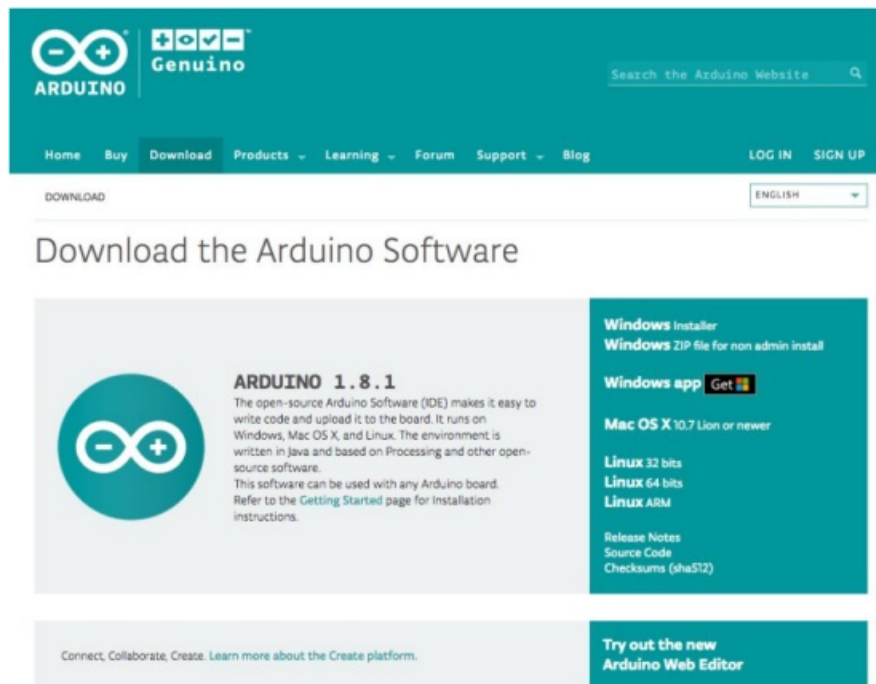 ARDUINO
Genuino
Search the Arduino Website
Home Buy Download Products Learning Forum Support Blog LOG IN SIGN UP
DOWNLOAD
ENGLISH
Download the Arduino Software
ARDUINO 1.8.1
The open-source Arduino Software (IDE) makes it easy to
write code and upload it to the board. It runs on
Windows, Mac OS X, and Linux. The environment is
written in Java and based on Processing and other open-
source software.
This software can be used with any Arduino board.
Refer to the Getting Started page for Installation
instructions.
Windows Installer
Windows ZIP file for non admin install
Windows app Get
Mac OS X 10.7 Lion or newer
Linux 32 bits
Linux 64 bits
Linux ARM
Release Notes
Source Code
Checksums (sha512)
Connect, Collaborate, Create. Learn more about the Create platform.
Try out the new
Arduino Web Editor